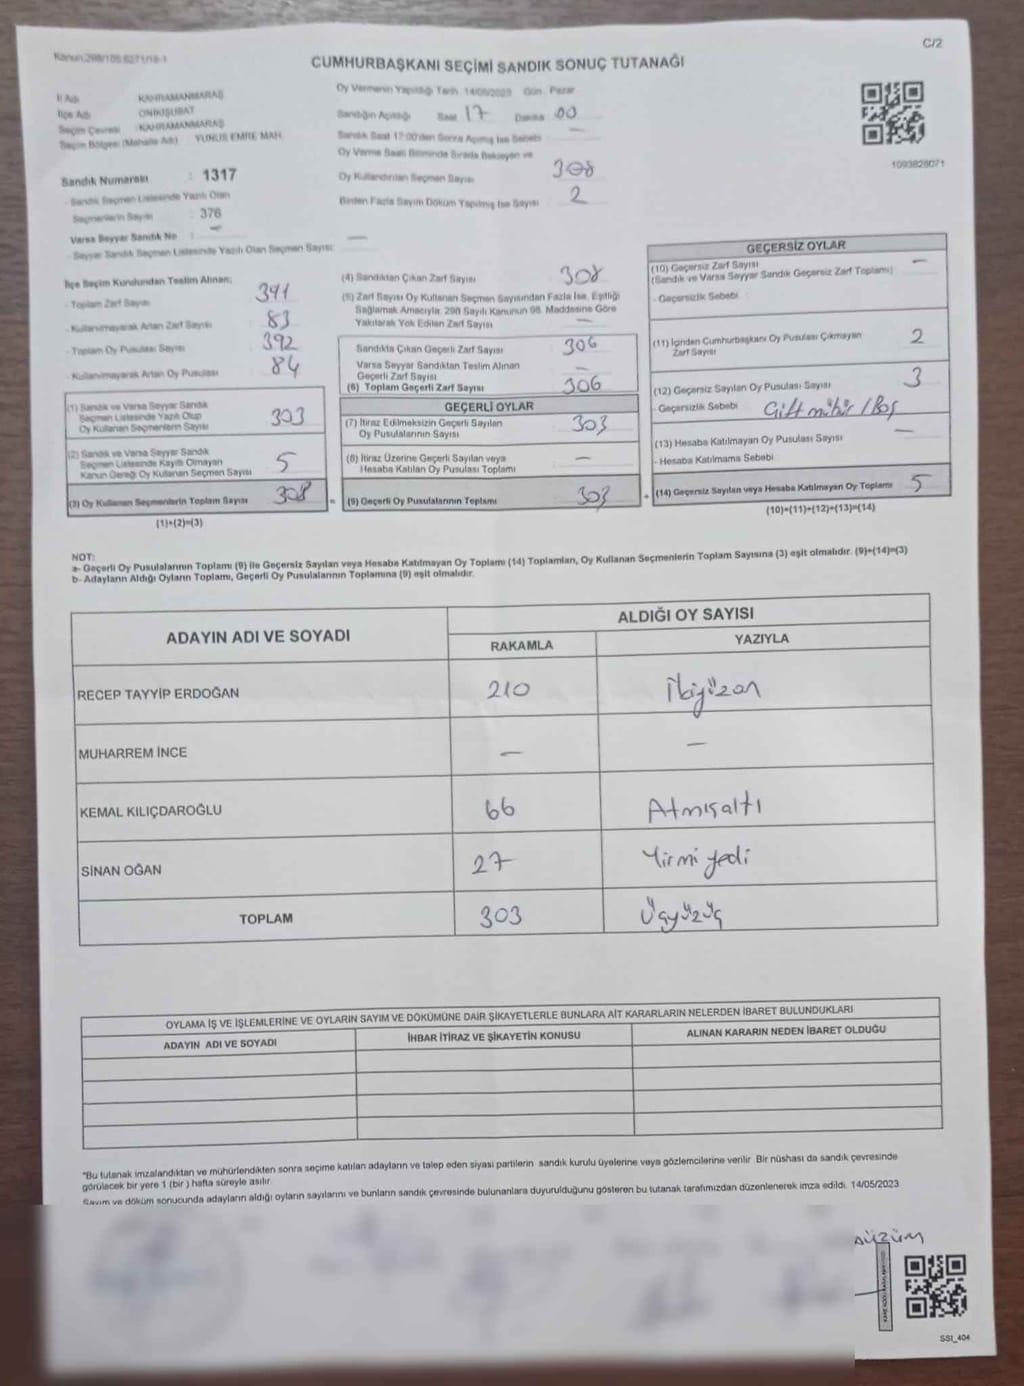 Kanun:298/105 6271/18-1
C/2
CUMHURBAŞKANI SEÇİMİ SANDIK SONUÇ TUTANAĞI
İl Adı : KAHRAMANMARAŞ
İlçe Adı : ONİKİŞUBAT
Seçim Çevresi : KAHRAMANMARAŞ
Seçim Bölgesi (Mahalle Adı) : YUNUS EMRE MAH.
Sandık Numarası : 1317
- Sandık Seçmen Listesinde Yazılı Olan
Seçmenlerin Sayısı : 376
Varsa Seyyar Sandık No : —
- Seyyar Sandık Seçmen Listesinde Yazılı Olan Seçmen Sayısı: —
Oy Vermenin Yapıldığı Tarih 14/05/2023 Gün : Pazar
Sandığın Açıldığı Saat 17 Dakika 00
Sandık Saat 17:00'den Sonra Açılmış İse Sebebi —
Oy Verme Saati Bitiminde Sırada Bekleyen ve
Oy Kullandırılan Seçmen Sayısı 308
Birden Fazla Sayım Döküm Yapılmış İse Sayısı 2
1093826071
İlçe Seçim Kurulundan Teslim Alınan;
- Toplam Zarf Sayısı 391
- Kullanılmayarak Artan Zarf Sayısı 83
- Toplam Oy Pusulası Sayısı 392
- Kullanılmayarak Artan Oy Pusulası 84
(1) Sandık ve Varsa Seyyar Sandık
Seçmen Listesinde Yazılı Olup
Oy Kullanan Seçmenlerin Sayısı 303
(2) Sandık ve Varsa Seyyar Sandık
Seçmen Listesinde Kayıtlı Olmayan
Kanun Gereği Oy Kullanan Seçmen Sayısı 5
(3) Oy Kullanan Seçmenlerin Toplam Sayısı 308 =
(1)+(2)=(3)
(4) Sandıktan Çıkan Zarf Sayısı 308
(5) Zarf Sayısı Oy Kullanan Seçmen Sayısından Fazla İse, Eşitliği
Sağlamak Amacıyla, 298 Sayılı Kanunun 98. Maddesine Göre
Yakılarak Yok Edilen Zarf Sayısı —
Sandıkta Çıkan Geçerli Zarf Sayısı 306
Varsa Seyyar Sandıktan Teslim Alınan
Geçerli Zarf Sayısı —
(6) Toplam Geçerli Zarf Sayısı 306
GEÇERLİ OYLAR
(7) İtiraz Edilmeksizin Geçerli Sayılan
Oy Pusulalarının Sayısı 303
(8) İtiraz Üzerine Geçerli Sayılan veya
Hesaba Katılan Oy Pusulası Toplamı —
(9) Geçerli Oy Pusulalarının Toplamı 303 +
GEÇERSİZ OYLAR
(10) Geçersiz Zarf Sayısı —
(Sandık ve Varsa Seyyar Sandık Geçersiz Zarf Toplamı)
- Geçersizlik Sebebi
(11) İçinden Cumhurbaşkanı Oy Pusulası Çıkmayan
Zarf Sayısı 2
(12) Geçersiz Sayılan Oy Pusulası Sayısı 3
- Geçersizlik Sebebi Çift mühür / Boş
(13) Hesaba Katılmayan Oy Pusulası Sayısı —
- Hesaba Katılmama Sebebi
(14) Geçersiz Sayılan veya Hesaba Katılmayan Oy Toplamı 5
(10)+(11)+(12)+(13)=(14)
NOT:
a- Geçerli Oy Pusulalarının Toplamı (9) ile Geçersiz Sayılan veya Hesaba Katılmayan Oy Toplamı (14) Toplamları, Oy Kullanan Seçmenlerin Toplam Sayısına (3) eşit olmalıdır. (9)+(14)=(3)
b- Adayların Aldığı Oyların Toplamı, Geçerli Oy Pusulalarının Toplamına (9) eşit olmalıdır.
ADAYIN ADI VE SOYADI
ALDIĞI OY SAYISI
RAKAMLA YAZIYLA
RECEP TAYYİP ERDOĞAN 210 İkiyüzon
MUHARREM İNCE — —
KEMAL KILIÇDAROĞLU 66 Atmışaltı
SİNAN OĞAN 27 Yirmi yedi
TOPLAM 303 Üçyüzüç
OYLAMA İŞ VE İŞLEMLERİNE VE OYLARIN SAYIM VE DÖKÜMÜNE DAİR ŞİKAYETLERLE BUNLARA AİT KARARLARIN NELERDEN İBARET BULUNDUKLARI
ADAYIN ADI VE SOYADI İHBAR İTİRAZ VE ŞİKAYETİN KONUSU ALINAN KARARIN NEDEN İBARET OLDUĞU
*Bu tutanak imzalandıktan ve mühürlendikten sonra seçime katılan adayların ve talep eden siyasi partilerin sandık kurulu üyelerine veya gözlemcilerine verilir. Bir nüshası da sandık çevresinde
görülecek bir yere 1 (bir ) hafta süreyle asılır.
Sayım ve döküm sonucunda adayların aldığı oyların sayılarını ve bunların sandık çevresinde bulunanlara duyurulduğunu gösteren bu tutanak tarafımızdan düzenlenerek imza edildi. 14/05/2023
DÜZÜM
SSI_404